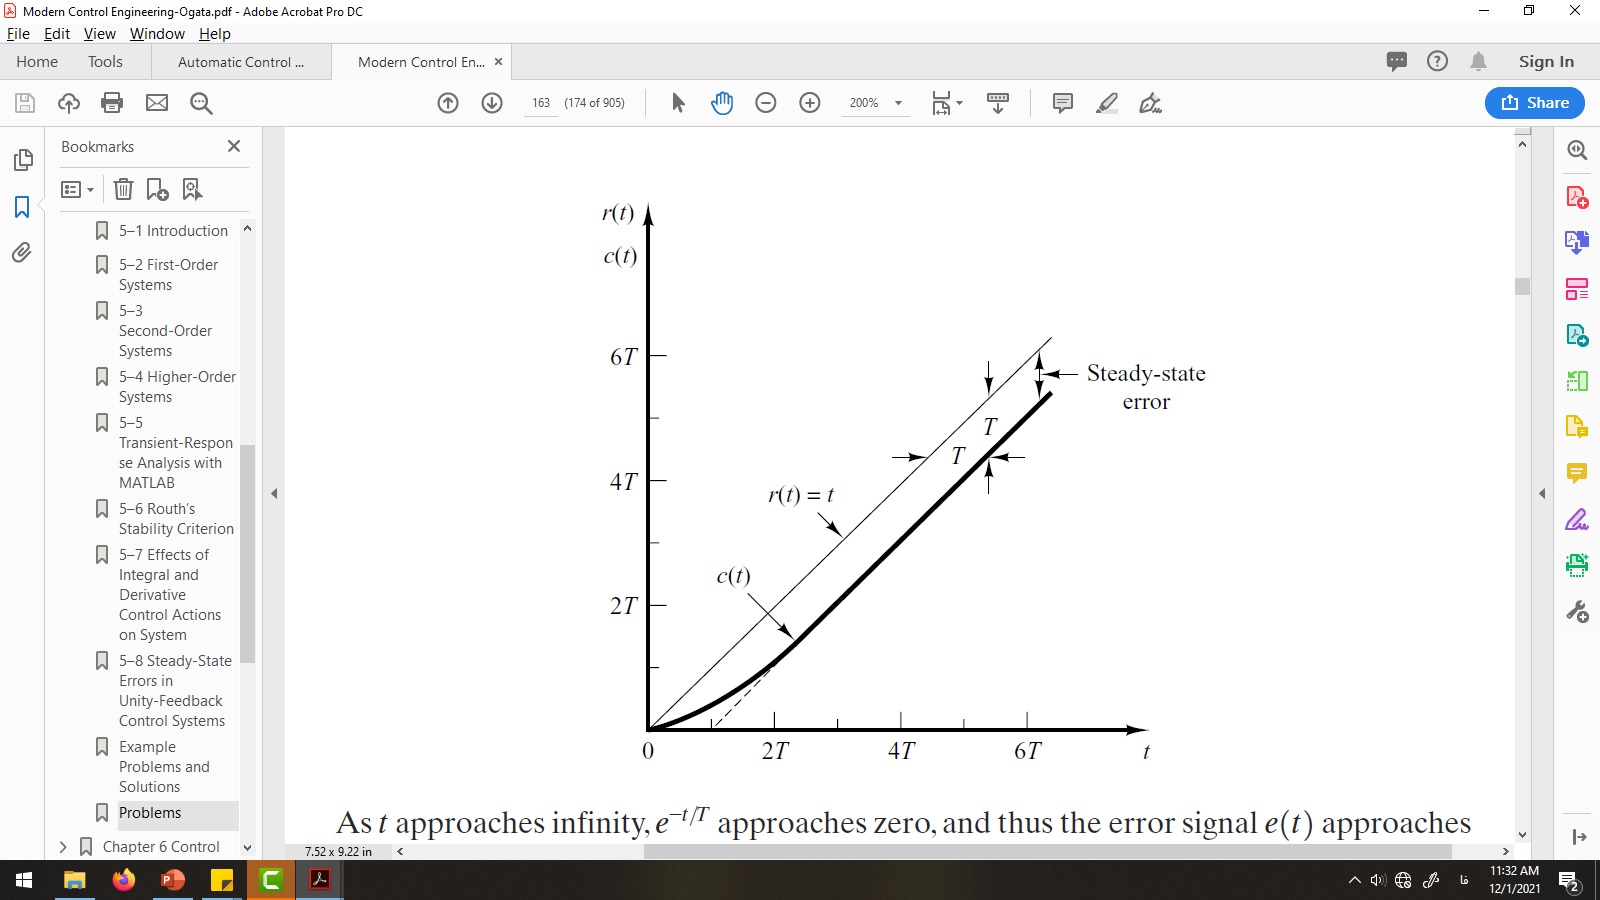 Modern Control Engineering-Ogata.pdf - Adobe Acrobat Pro DC
File Edit View Window Help
Home Tools Automatic Control ... Modern Control En... × Sign In
163 (174 of 905) 200% Share
Bookmarks
5–1 Introduction
5–2 First-Order
Systems
5–3
Second-Order
Systems
5–4 Higher-Order
Systems
5–5
Transient-Respon
se Analysis with
MATLAB
5–6 Routh’s
Stability Criterion
5–7 Effects of
Integral and
Derivative
Control Actions
on System
5–8 Steady-State
Errors in
Unity-Feedback
Control Systems
Example
Problems and
Solutions
Problems
Chapter 6 Control
r(t)
c(t)
6T
Steady-state
error
T
T
4T
r(t) = t
c(t)
2T
0 2T 4T 6T t
As t approaches infinity, e−t/T approaches zero, and thus the error signal e(t) approaches
7.52 x 9.22 in
11:32 AM
فا
12/1/2021
2